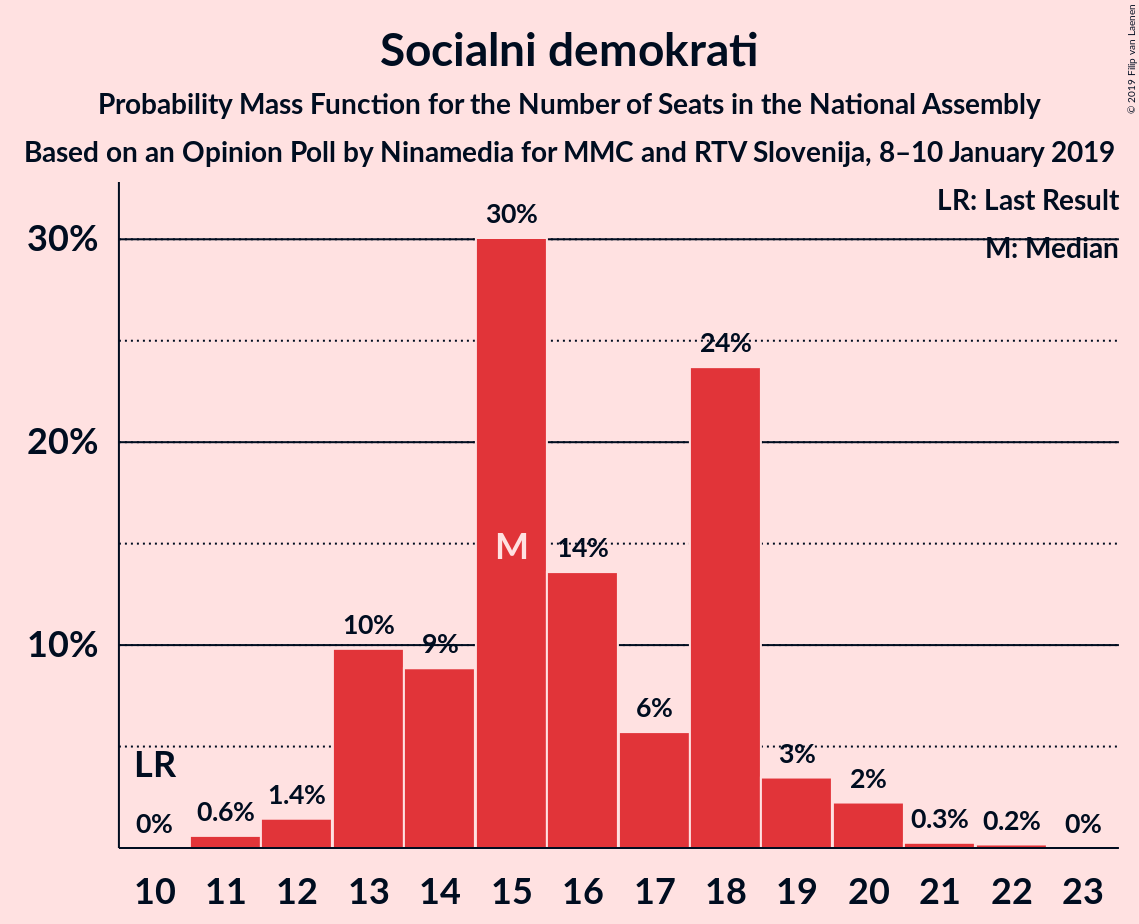 Socialni demokrati
Probability Mass Function for the Number of Seats in the National Assembly
Based on an Opinion Poll by Ninamedia for MMC and RTV Slovenija, 8–10 January 2019
© 2019 Filip van Laenen
LR: Last Result
M: Median
30%
20%
10%
LR
0%
0.6%
1.4%
10%
9%
30%
M
14%
6%
24%
3%
2%
0.3%
0.2%
0%
10 11 12 13 14 15 16 17 18 19 20 21 22 23